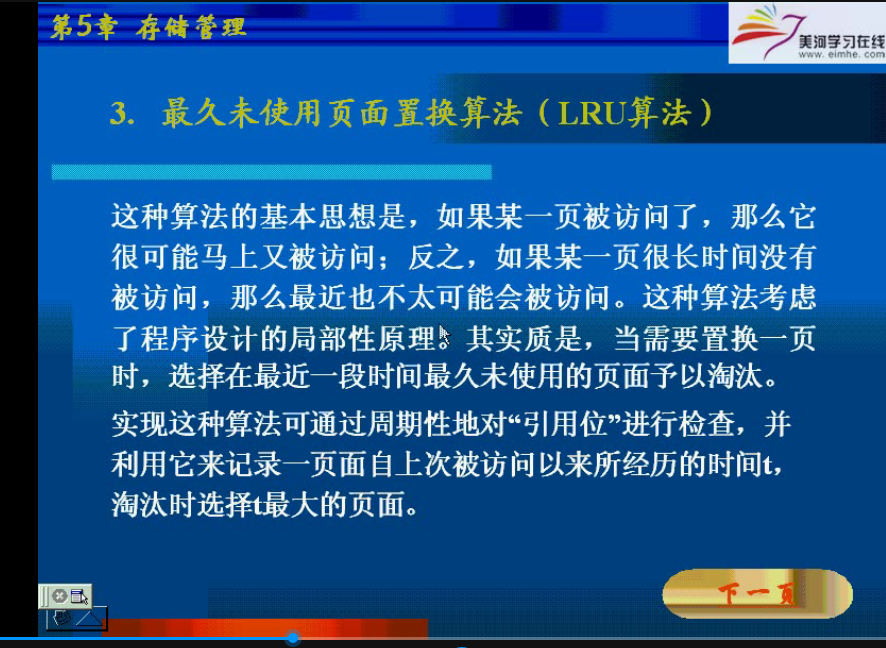 第5章 存储管理
美河学习在线
www.eimhe.com
3. 最久未使用页面置换算法（LRU算法）
这种算法的基本思想是，如果某一页被访问了，那么它
很可能马上又被访问；反之，如果某一页很长时间没有
被访问，那么最近也不太可能会被访问。这种算法考虑
了程序设计的局部性原理。其实质是，当需要置换一页
时，选择在最近一段时间最久未使用的页面予以淘汰。
实现这种算法可通过周期性地对“引用位”进行检查，并
利用它来记录一页面自上次被访问以来所经历的时间t，
淘汰时选择t最大的页面。
下一页